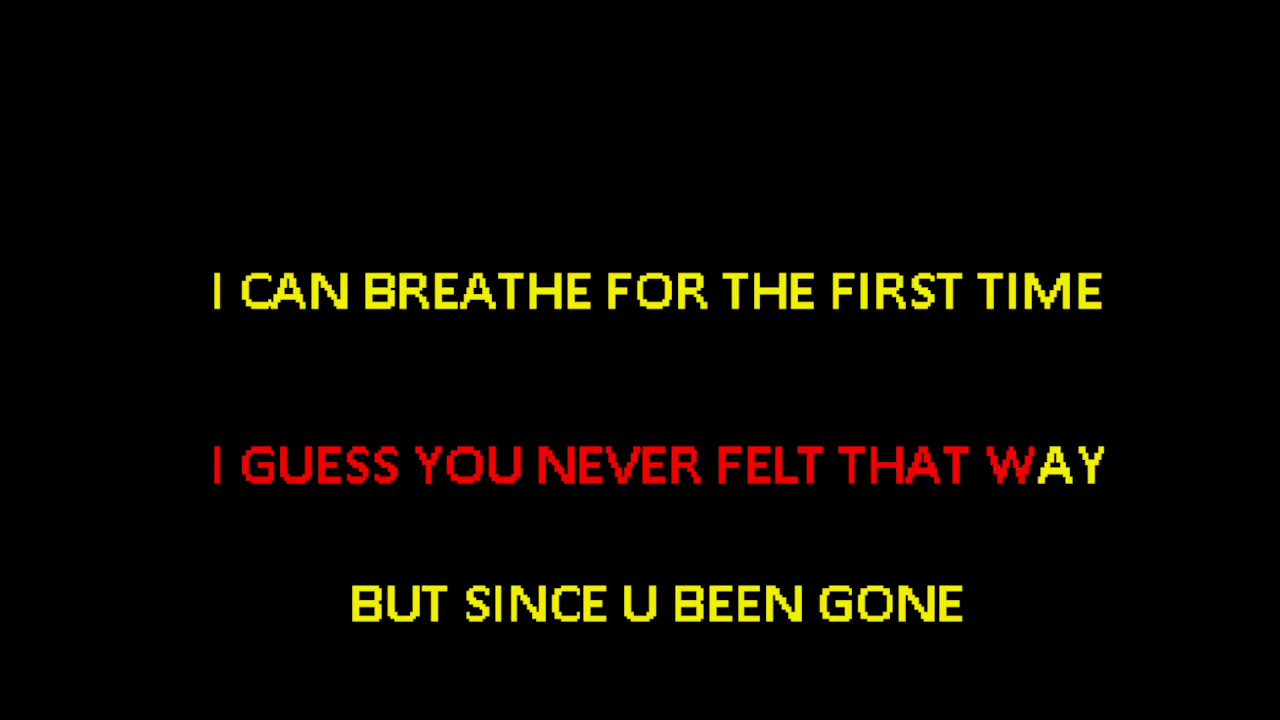 I CAN BREATHE FOR THE FIRST TIME
I GUESS YOU NEVER FELT THAT WAY
BUT SINCE U BEEN GONE